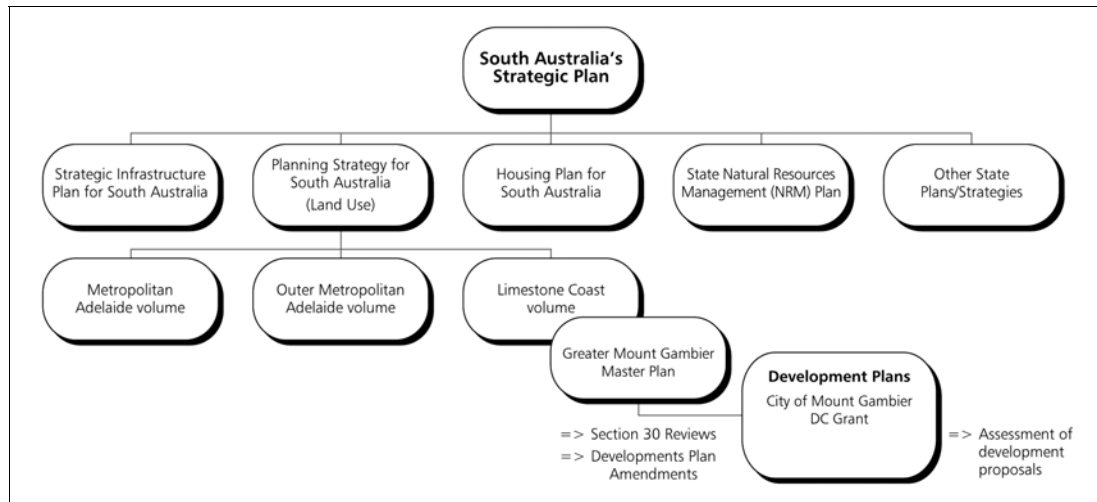 South Australia's
Strategic Plan
Strategic Infrastructure
Plan for South Australia
Planning Strategy for
South Australia
(Land Use)
Housing Plan for
South Australia
State Natural Resources
Management (NRM) Plan
Other State
Plans/Strategies
Metropolitan
Adelaide volume
Outer Metropolitan
Adelaide volume
Limestone Coast
volume
Greater Mount Gambier
Master Plan
Development Plans
City of Mount Gambier
DC Grant
=> Section 30 Reviews
=> Developments Plan
Amendments
=> Assessment of
development
proposals